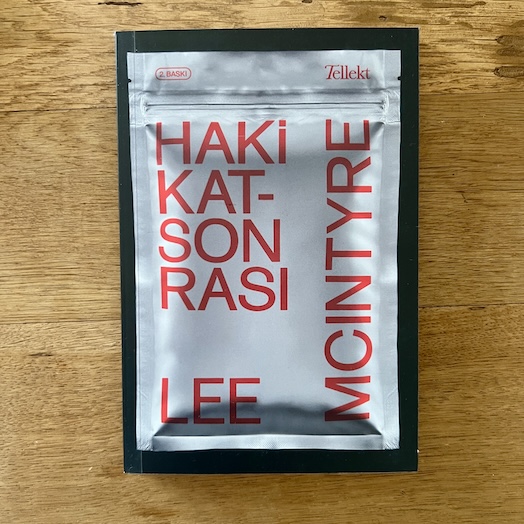 2. BASKI
Tellekt
HAKİ
KAT-
SON
RASI
LEE
MCINTYRE